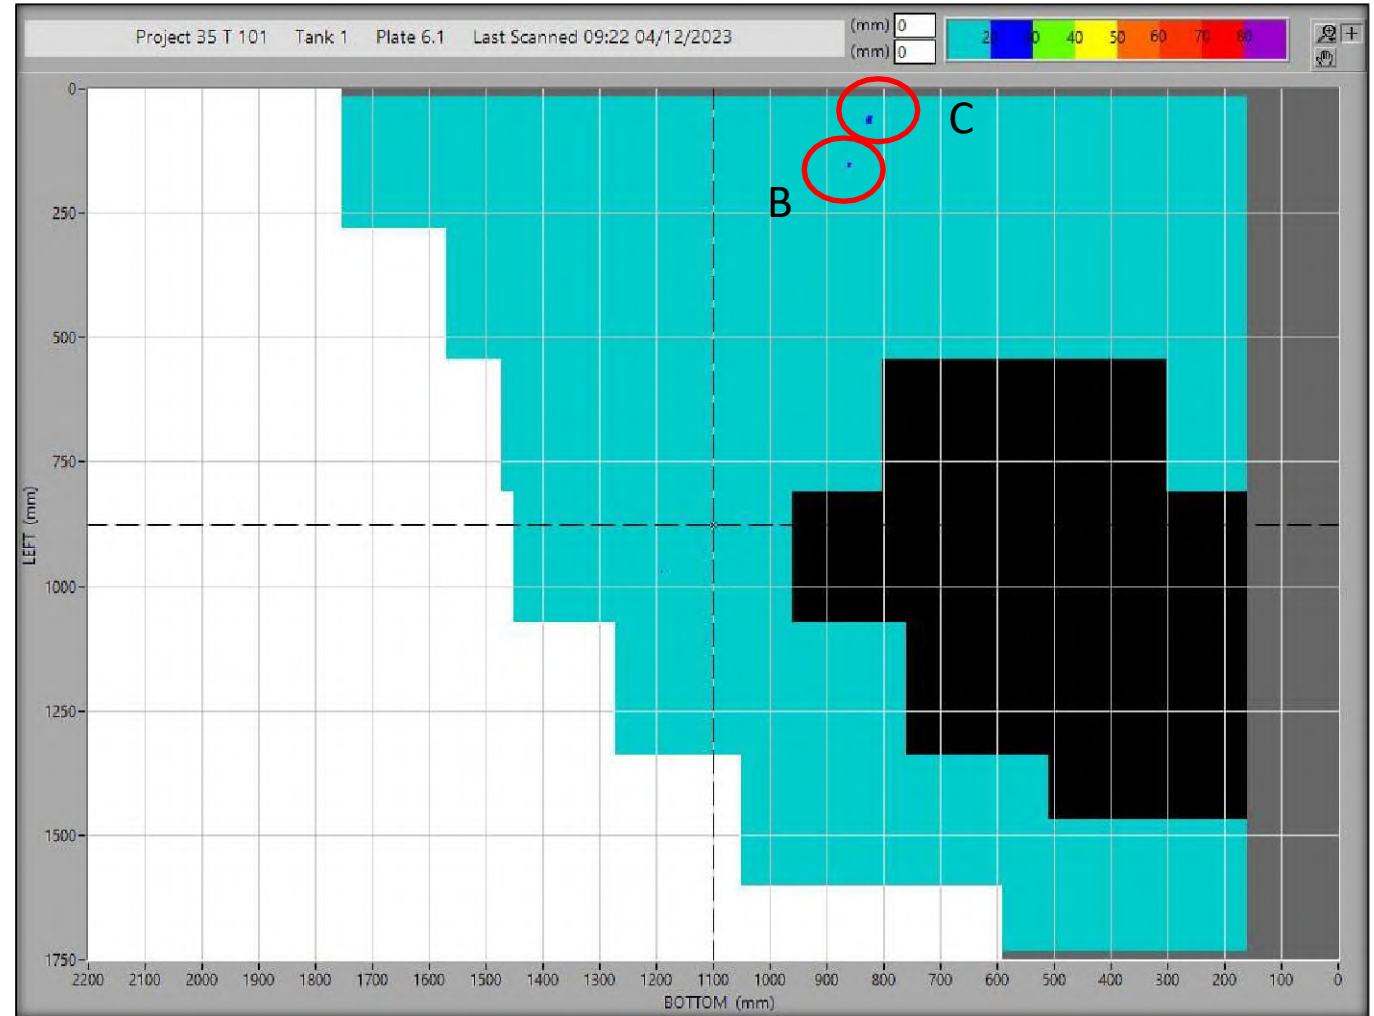 Project 35 T 101 Tank 1 Plate 6.1 Last Scanned 09:22 04/12/2023
(mm) 0
(mm) 0
20 30 40 50 60 70 80
C
B
0
250
500
750
1000
1250
1500
1750
LEFT (mm)
2200 2100 2000 1900 1800 1700 1600 1500 1400 1300 1200 1100 1000 900 800 700 600 500 400 300 200 100 0
BOTTOM (mm)